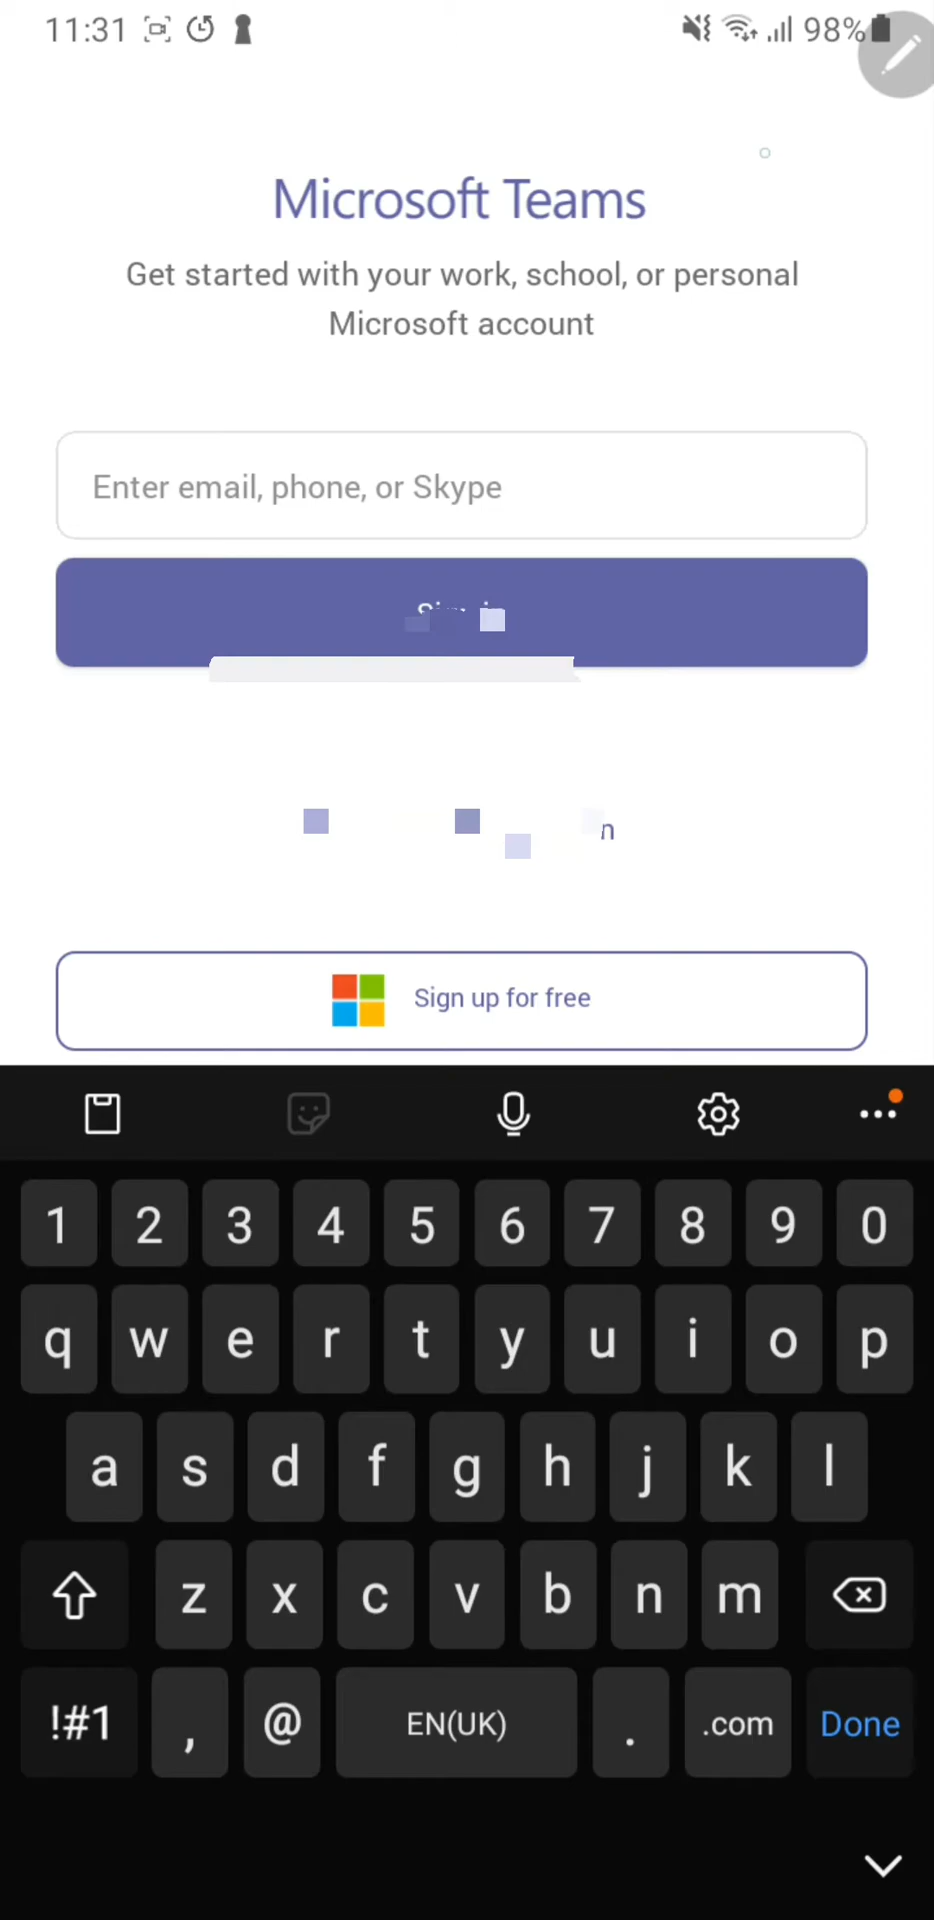 11:31 98%
Microsoft Teams
Get started with your work, school, or personal
Microsoft account
Enter email, phone, or Skype
Sign up for free
1 2 3 4 5 6 7 8 9 0
q w e r t y u i o p
a s d f g h j k l
z x c v b n m
!#1 , @ EN(UK) . .com Done